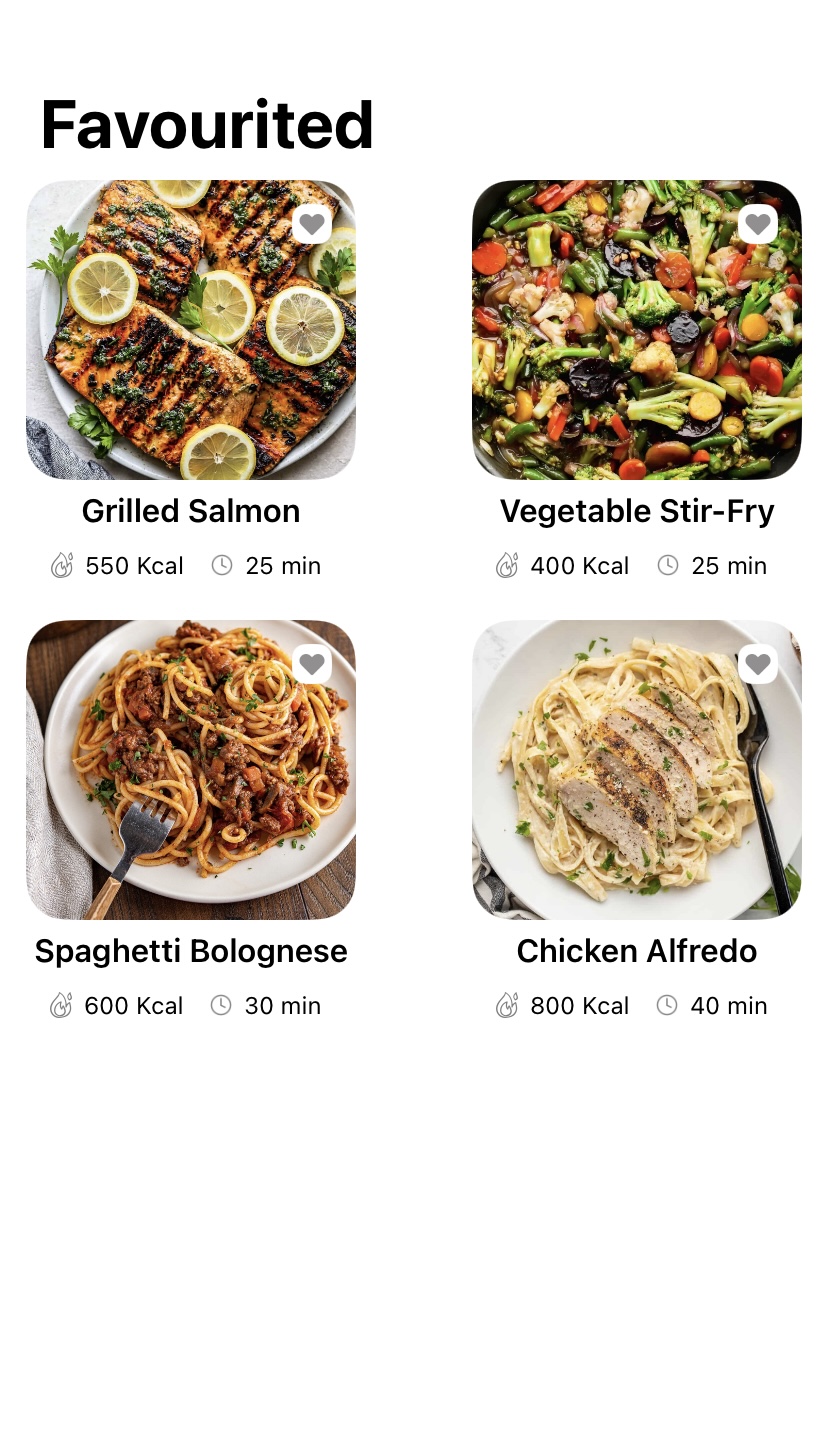 Favourited
Grilled Salmon
Vegetable Stir-Fry
550 Kcal 25 min
400 Kcal 25 min
Spaghetti Bolognese
Chicken Alfredo
600 Kcal 30 min
800 Kcal 40 min